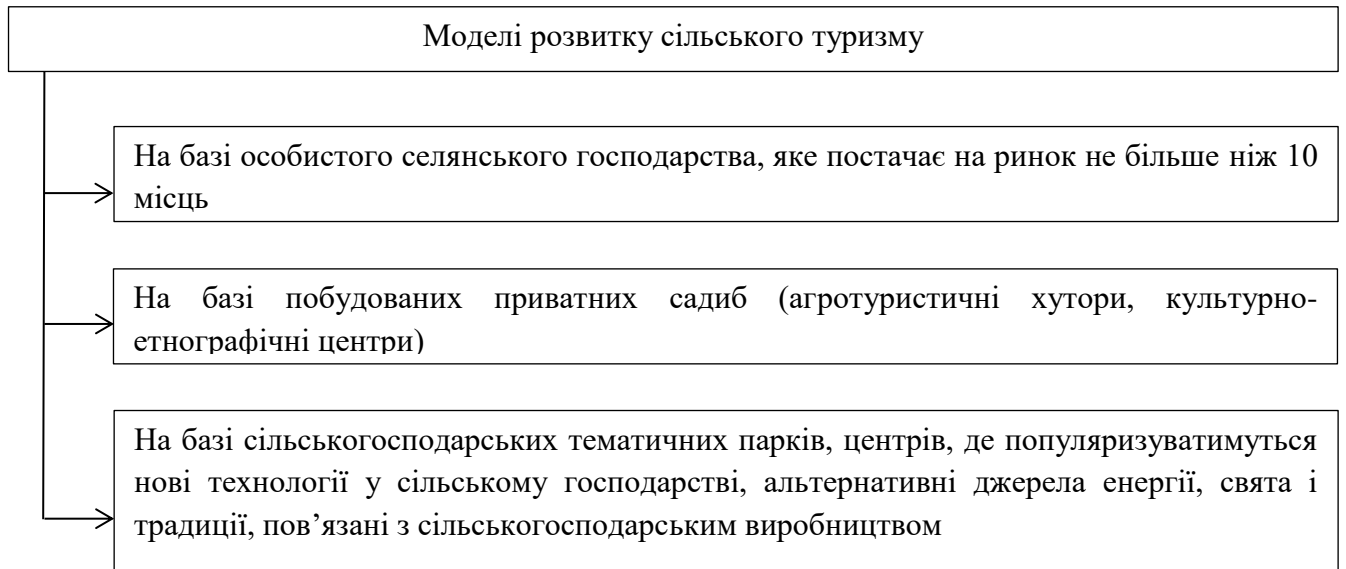 Моделі розвитку сільського туризму
На базі особистого селянського господарства, яке постачає на ринок не більше ніж 10
місць
На базі побудованих приватних садиб (агротуристичні хутори, культурно-
етнографічні центри)
На базі сільськогосподарських тематичних парків, центрів, де популяризуватимуться
нові технології у сільському господарстві, альтернативні джерела енергії, свята і
традиції, пов’язані з сільськогосподарським виробництвом